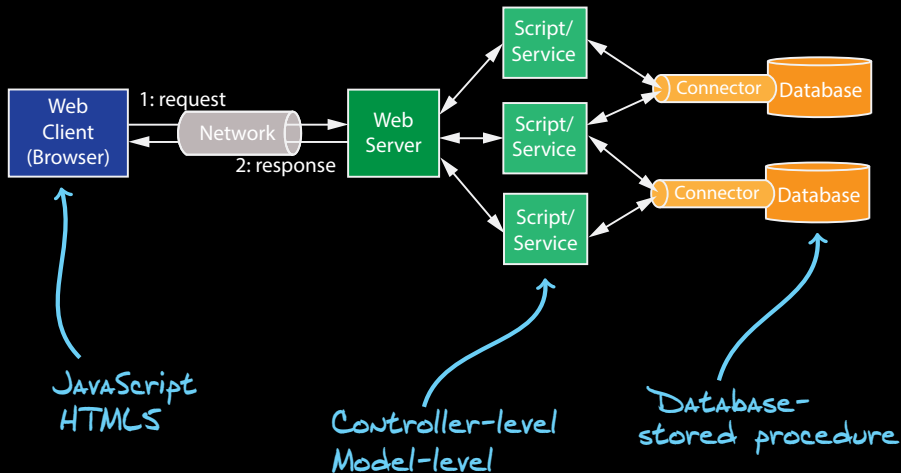 Web
Client
(Browser)
1: request
Network
2: response
Web
Server
Script/
Service
Script/
Service
Script/
Service
Connector
Database
Connector
Database
JavaScript
HTML5
Controller-level
Model-level
Database-
stored procedure